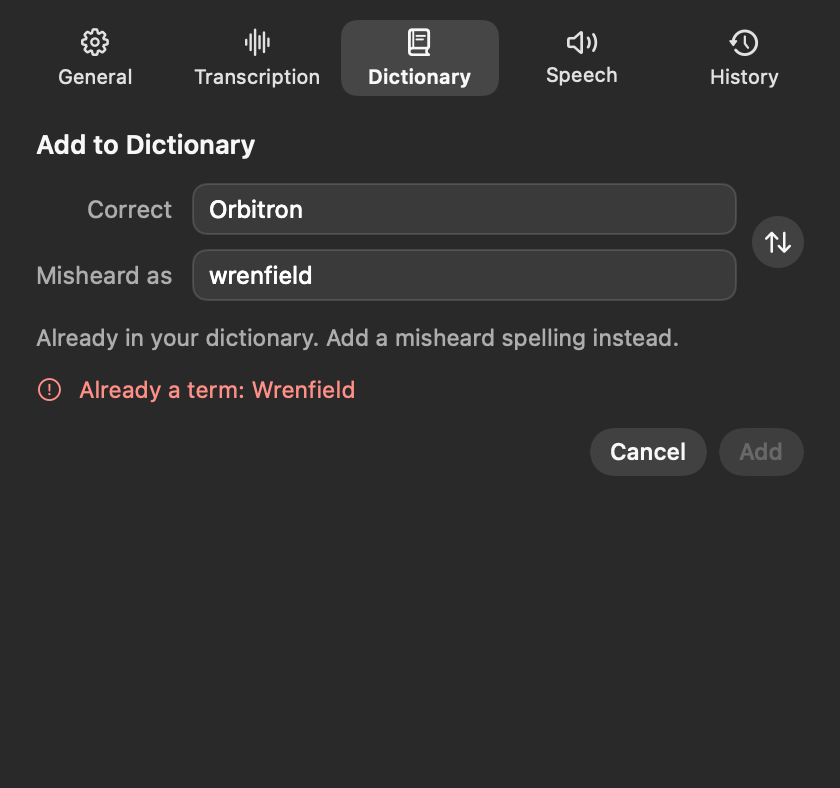 General Transcription Dictionary Speech History
Add to Dictionary
Correct Orbitron
Misheard as wrenfield
Already in your dictionary. Add a misheard spelling instead.
Already a term: Wrenfield
Cancel Add